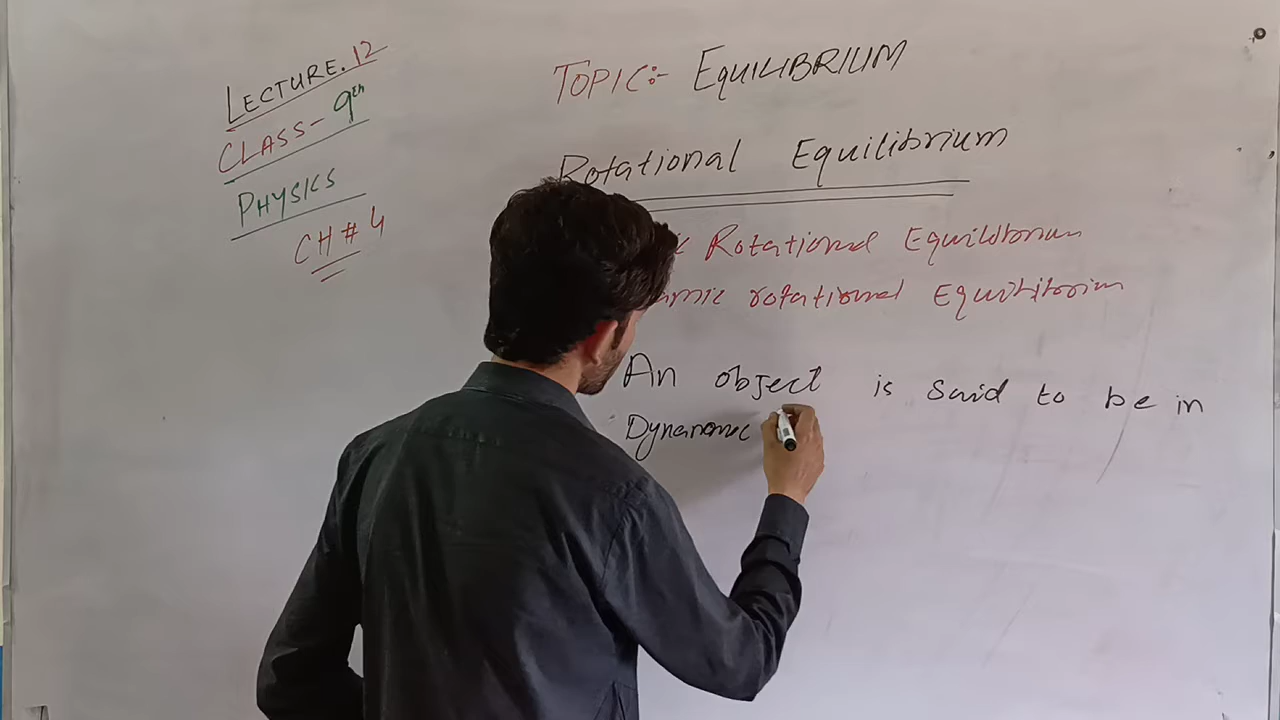 LECTURE.12
CLASS-9th
PHYSICS
CH # 4
TOPIC:- EQUILIBRIUM
Rotational Equilibrium
Rotational Equilibrium
rotational Equilibrium
An object is said to be in
Dynamic